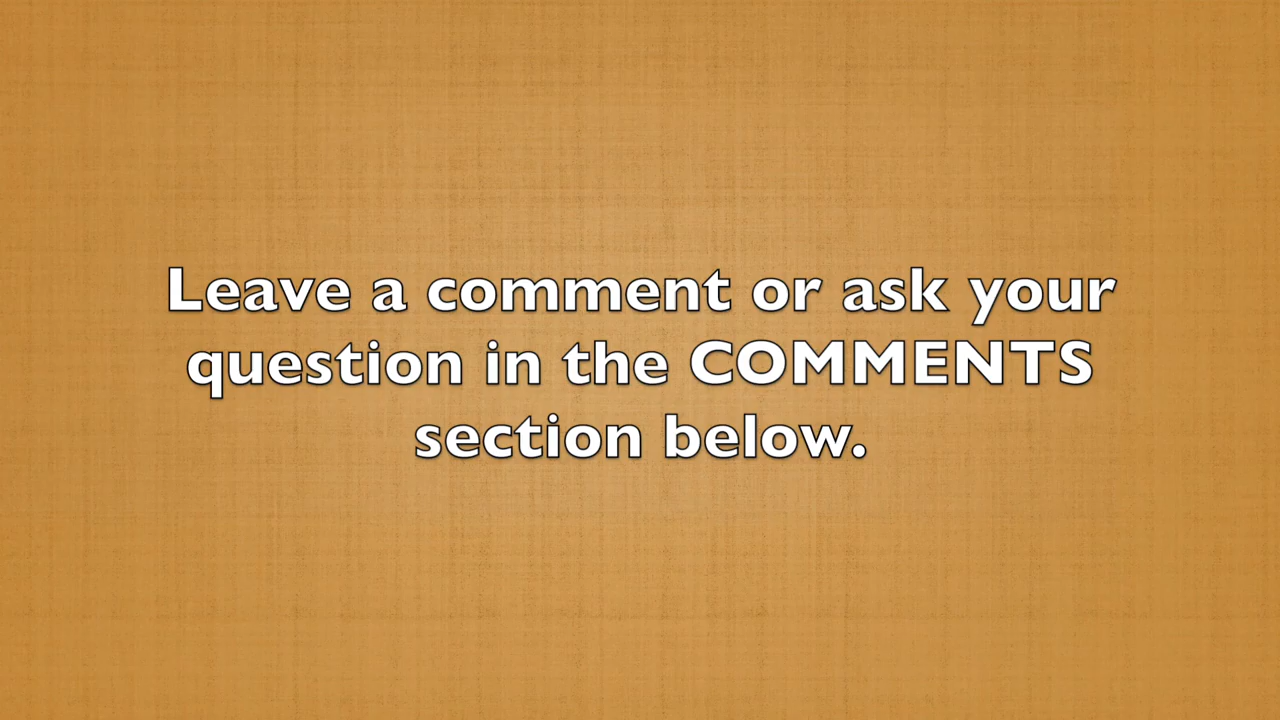 Leave a comment or ask your
question in the COMMENTS
section below.